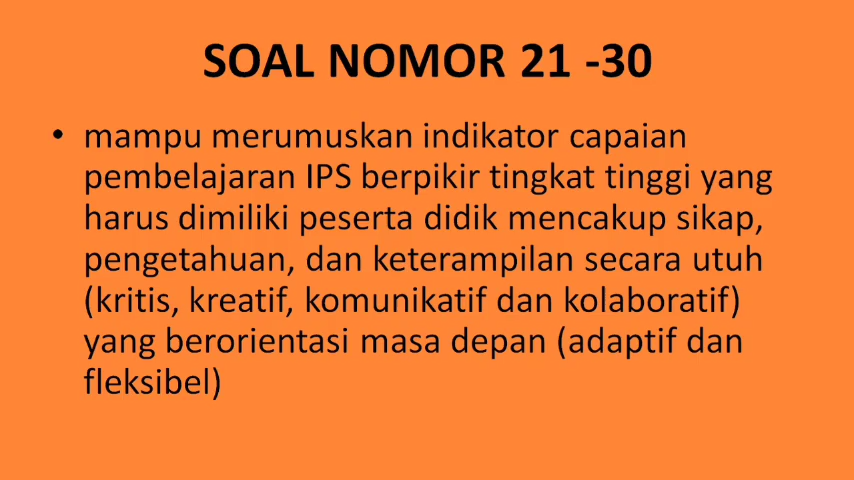 SOAL NOMOR 21 -30
• mampu merumuskan indikator capaian
pembelajaran IPS berpikir tingkat tinggi yang
harus dimiliki peserta didik mencakup sikap,
pengetahuan, dan keterampilan secara utuh
(kritis, kreatif, komunikatif dan kolaboratif)
yang berorientasi masa depan (adaptif dan
fleksibel)